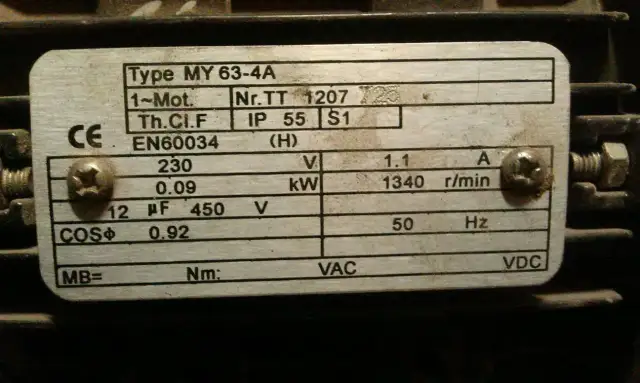 Type MY 63-4A
1~Mot. Nr.TT 1207
Th.Cl.F IP 55 S1
CE EN60034 (H)
230 V 1.1 A
0.09 kW 1340 r/min
12 µF 450 V
COSΦ 0.92 50 Hz
MB= Nm: VAC VDC